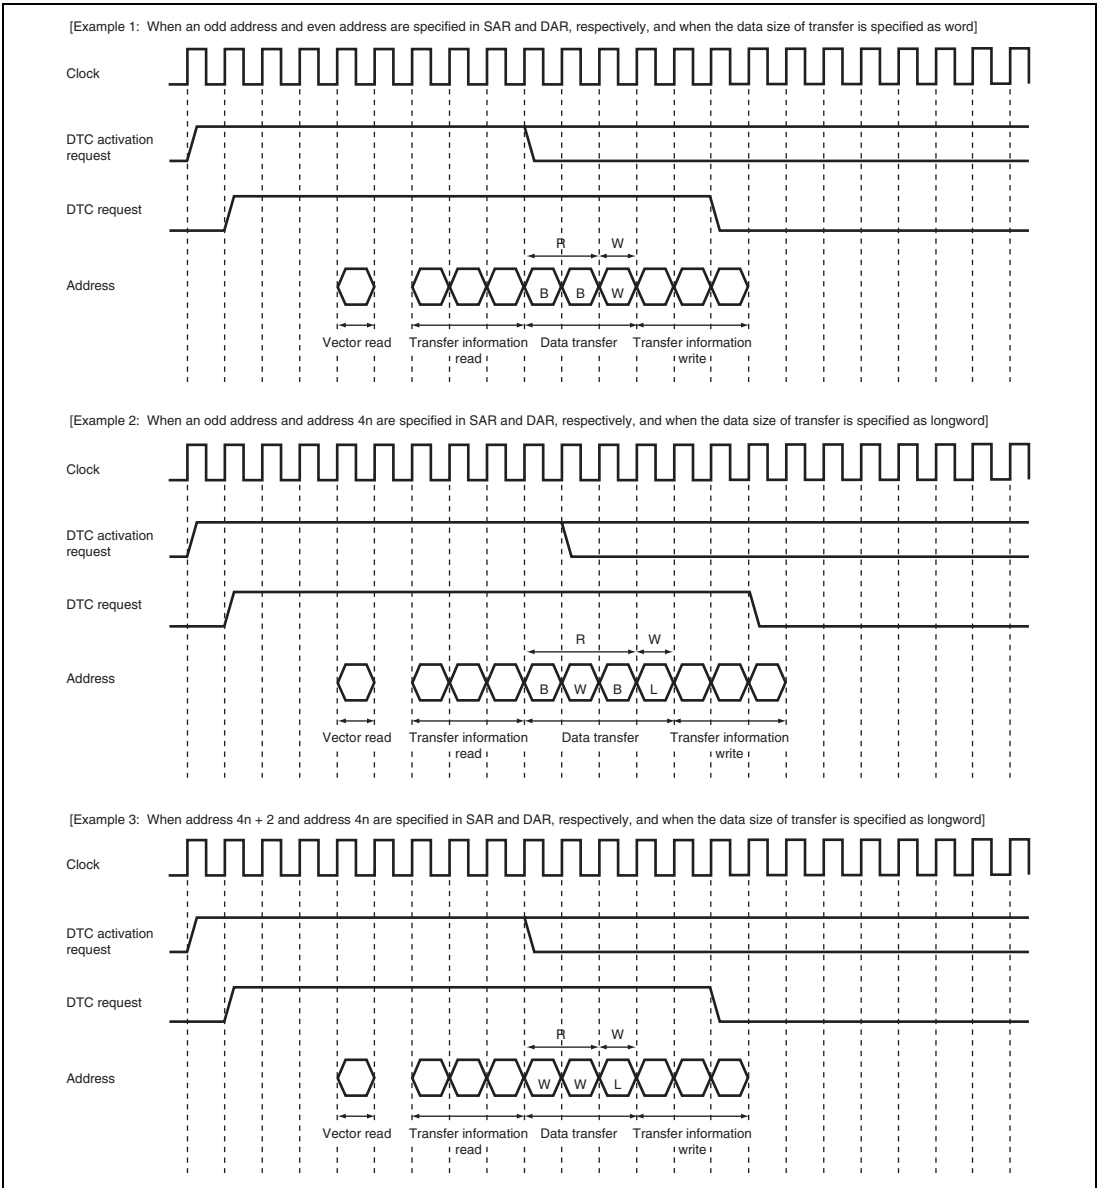 [Example 1: When an odd address and even address are specified in SAR and DAR, respectively, and when the data size of transfer is specified as word]
Clock
DTC activation
request
DTC request
R W
Address
B B W
Vector read Transfer information Data transfer Transfer information
read write
[Example 2: When an odd address and address 4n are specified in SAR and DAR, respectively, and when the data size of transfer is specified as longword]
Clock
DTC activation
request
DTC request
R W
Address
B W B L
Vector read Transfer information Data transfer Transfer information
read write
[Example 3: When address 4n + 2 and address 4n are specified in SAR and DAR, respectively, and when the data size of transfer is specified as longword]
Clock
DTC activation
request
DTC request
R W
Address
W W L
Vector read Transfer information Data transfer Transfer information
read write